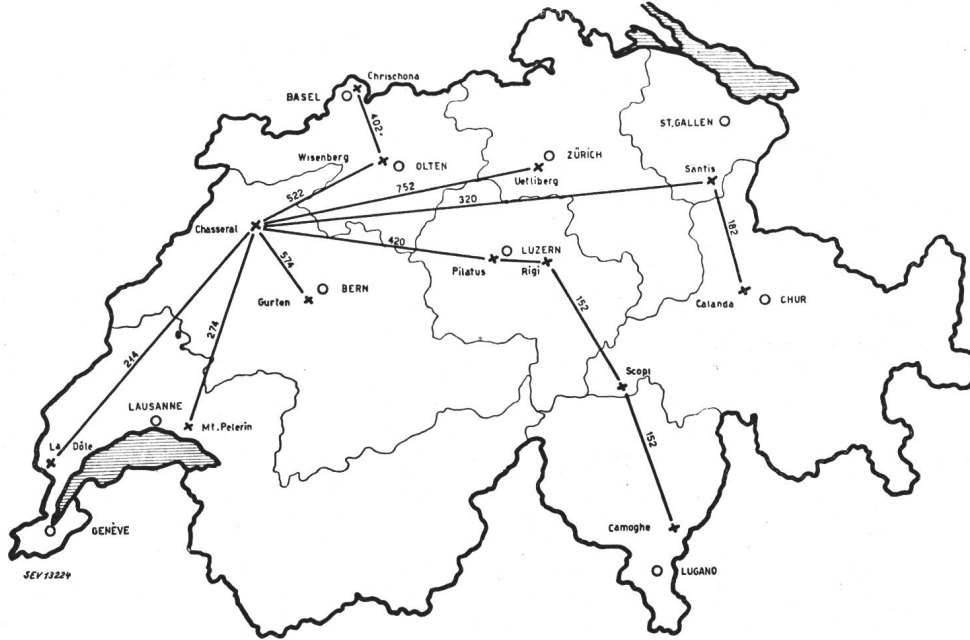 Chrischona
BASEL
402
ST.GALLEN
Wisenberg
OLTEN
ZÜRICH
Uetliberg
Säntis
522
752
320
Chasseral
420
182
574
LUZERN
Pilatus
Rigi
BERN
Gurten
Calanda
CHUR
152
274
214
Scopi
LAUSANNE
Mt.Pelerin
152
La Dôle
Camoghe
GENÈVE
LUGANO
SEV 13224